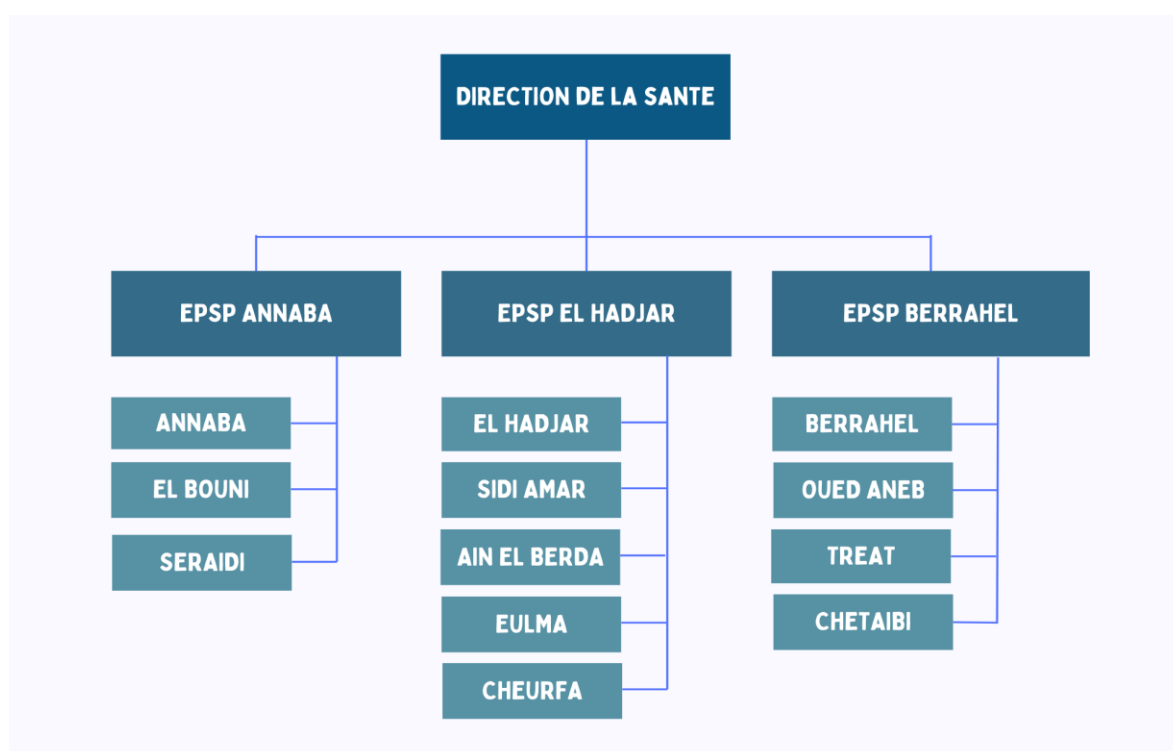 DIRECTION DE LA SANTE
EPSP ANNABA
EPSP EL HADJAR
EPSP BERRAHEL
ANNABA
EL BOUNI
SERAIDI
EL HADJAR
SIDI AMAR
AIN EL BERDA
EULMA
CHEURFA
BERRAHEL
OUED ANEB
TREAT
CHETAIBI